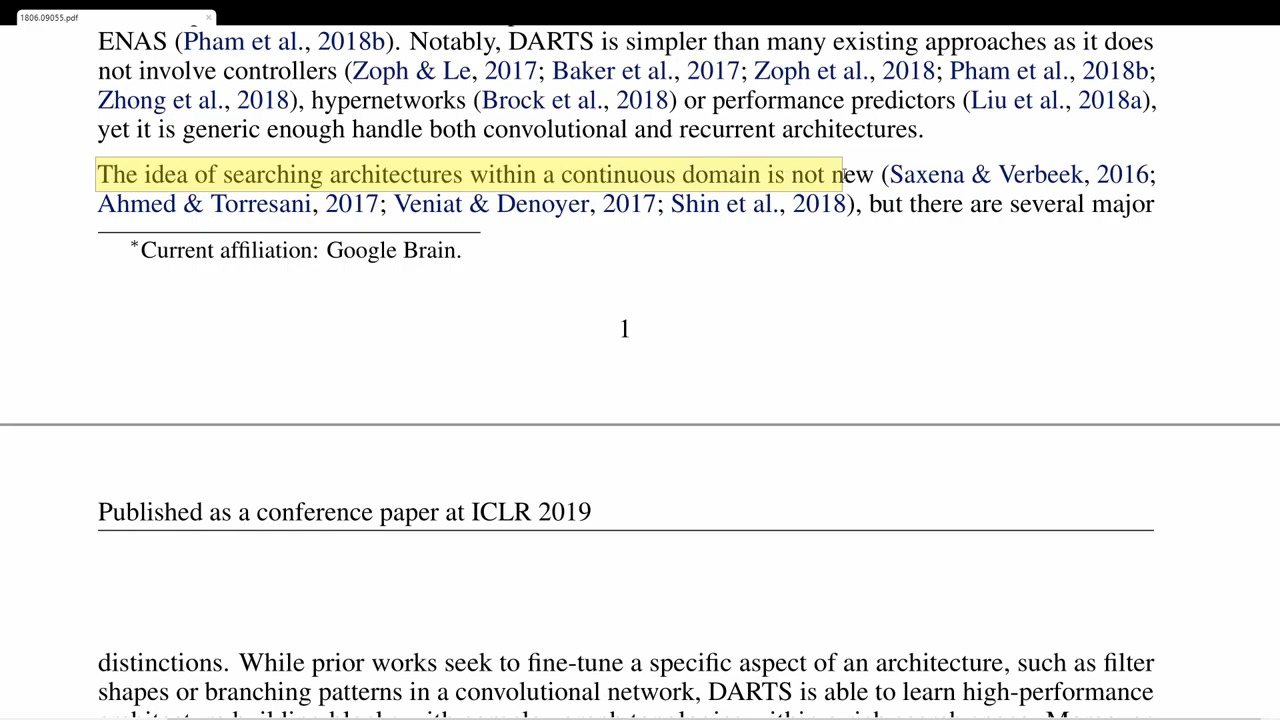 1806.09055.pdf
ENAS (Pham et al., 2018b). Notably, DARTS is simpler than many existing approaches as it does
not involve controllers (Zoph & Le, 2017; Baker et al., 2017; Zoph et al., 2018; Pham et al., 2018b;
Zhong et al., 2018), hypernetworks (Brock et al., 2018) or performance predictors (Liu et al., 2018a),
yet it is generic enough handle both convolutional and recurrent architectures.
The idea of searching architectures within a continuous domain is not new (Saxena & Verbeek, 2016;
Ahmed & Torresani, 2017; Veniat & Denoyer, 2017; Shin et al., 2018), but there are several major
*Current affiliation: Google Brain.
1
Published as a conference paper at ICLR 2019
distinctions. While prior works seek to fine-tune a specific aspect of an architecture, such as filter
shapes or branching patterns in a convolutional network, DARTS is able to learn high-performance